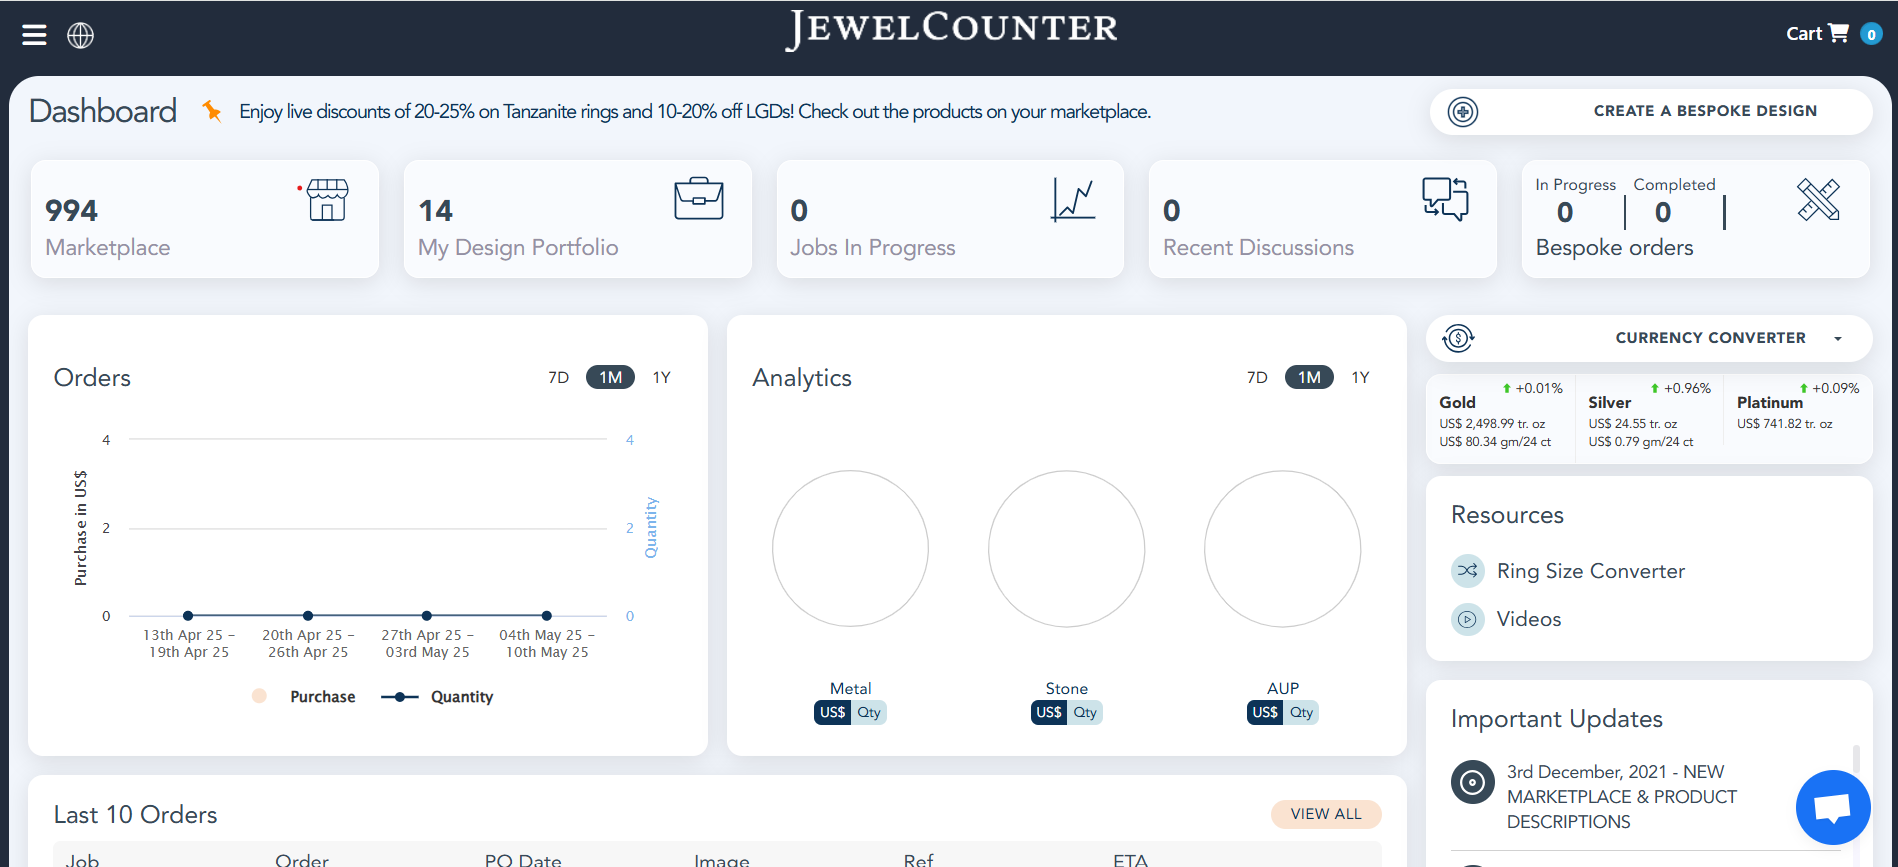 JEWELCOUNTER
Cart 0
Dashboard
Enjoy live discounts of 20-25% on Tanzanite rings and 10-20% off LGDs! Check out the products on your marketplace.
CREATE A BESPOKE DESIGN
994
Marketplace
14
My Design Portfolio
0
Jobs In Progress
0
Recent Discussions
In Progress Completed
0 0
Bespoke orders
Orders
7D 1M 1Y
4 4
2 2
0 0
Purchase in US$
Quantity
13th Apr 25 -
19th Apr 25
20th Apr 25 -
26th Apr 25
27th Apr 25 -
03rd May 25
04th May 25 -
10th May 25
Purchase Quantity
Analytics
7D 1M 1Y
Metal
US$ Qty
Stone
US$ Qty
AUP
US$ Qty
CURRENCY CONVERTER
+0.01%
Gold
US$ 2,498.99 tr. oz
US$ 80.34 gm/24 ct
+0.96%
Silver
US$ 24.55 tr. oz
US$ 0.79 gm/24 ct
+0.09%
Platinum
US$ 741.82 tr. oz
Resources
Ring Size Converter
Videos
Important Updates
3rd December, 2021 - NEW
MARKETPLACE & PRODUCT
DESCRIPTIONS
Last 10 Orders
VIEW ALL
Job Order PO Date Image Ref ETA